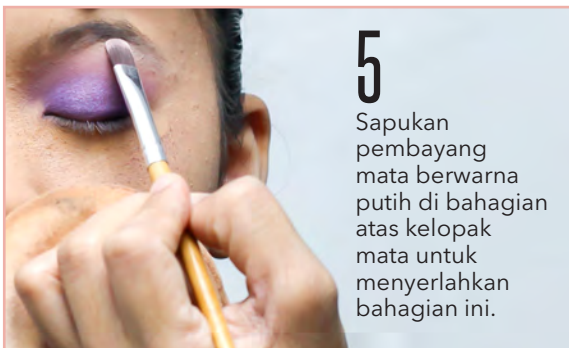 5
Sapukan
pembayang
mata berwarna
putih di bahagian
atas kelopak
mata untuk
menyerlahkan
bahagian ini.